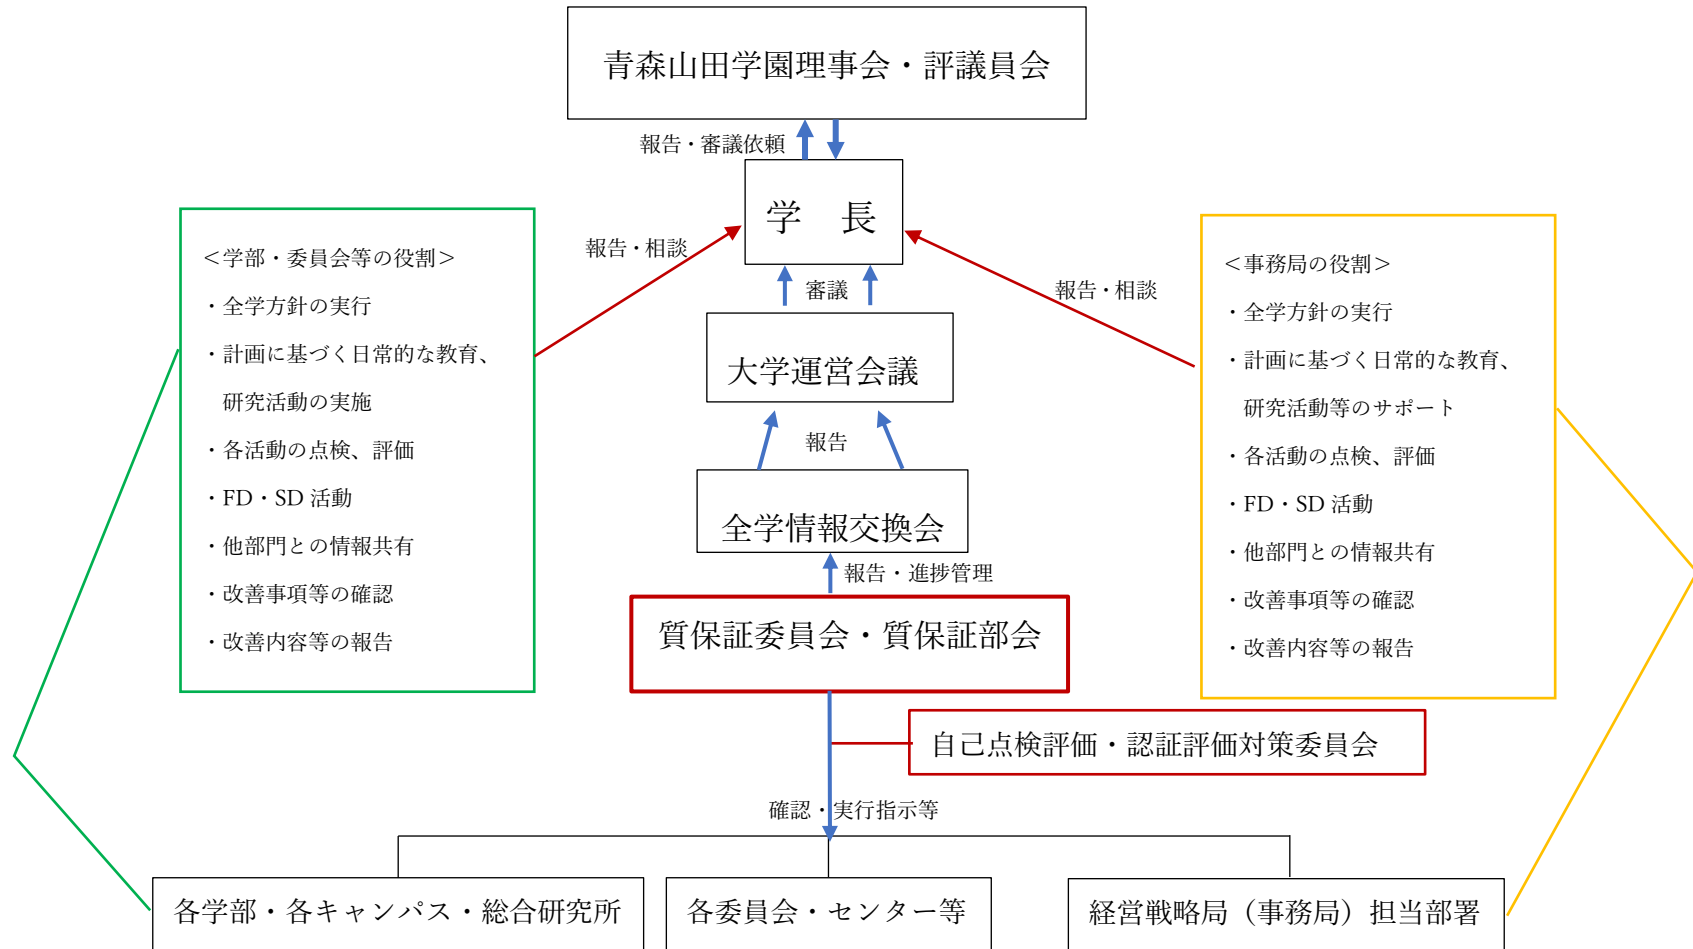 青森山田学園理事会・評議員会
報告・審議依頼
学　長
報告・相談
報告・相談
審議
＜学部・委員会等の役割＞
・全学方針の実行
・計画に基づく日常的な教育、
研究活動の実施
・各活動の点検、評価
・FD・SD 活動
・他部門との情報共有
・改善事項等の確認
・改善内容等の報告
＜事務局の役割＞
・全学方針の実行
・計画に基づく日常的な教育、
研究活動等のサポート
・各活動の点検、評価
・FD・SD 活動
・他部門との情報共有
・改善事項等の確認
・改善内容等の報告
大学運営会議
報告
全学情報交換会
報告・進捗管理
質保証委員会・質保証部会
自己点検評価・認証評価対策委員会
確認・実行指示等
各学部・各キャンパス・総合研究所
各委員会・センター等
経営戦略局（事務局）担当部署